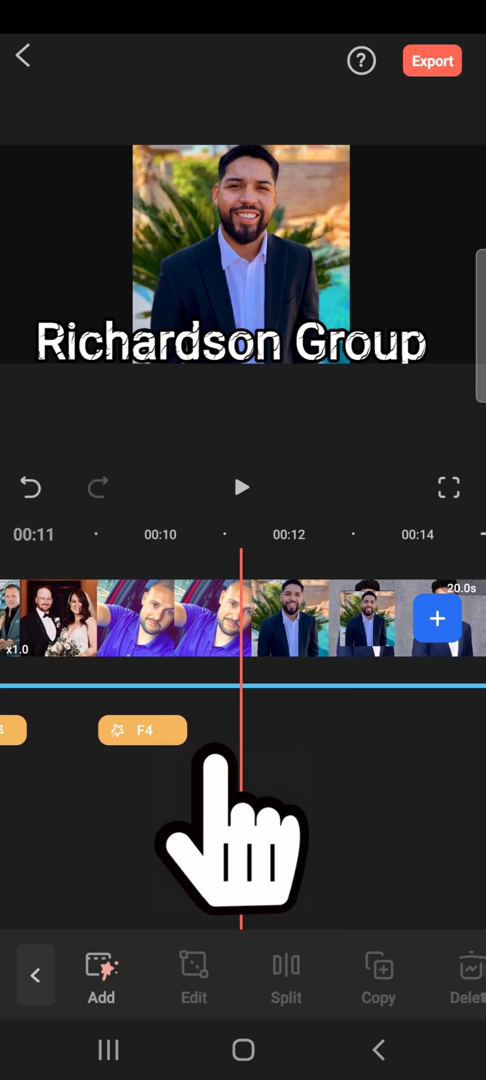 Export
Richardson Group
00:11
00:10
00:12
00:14
20.0s
x1.0
F4
Add
Edit
Split
Copy